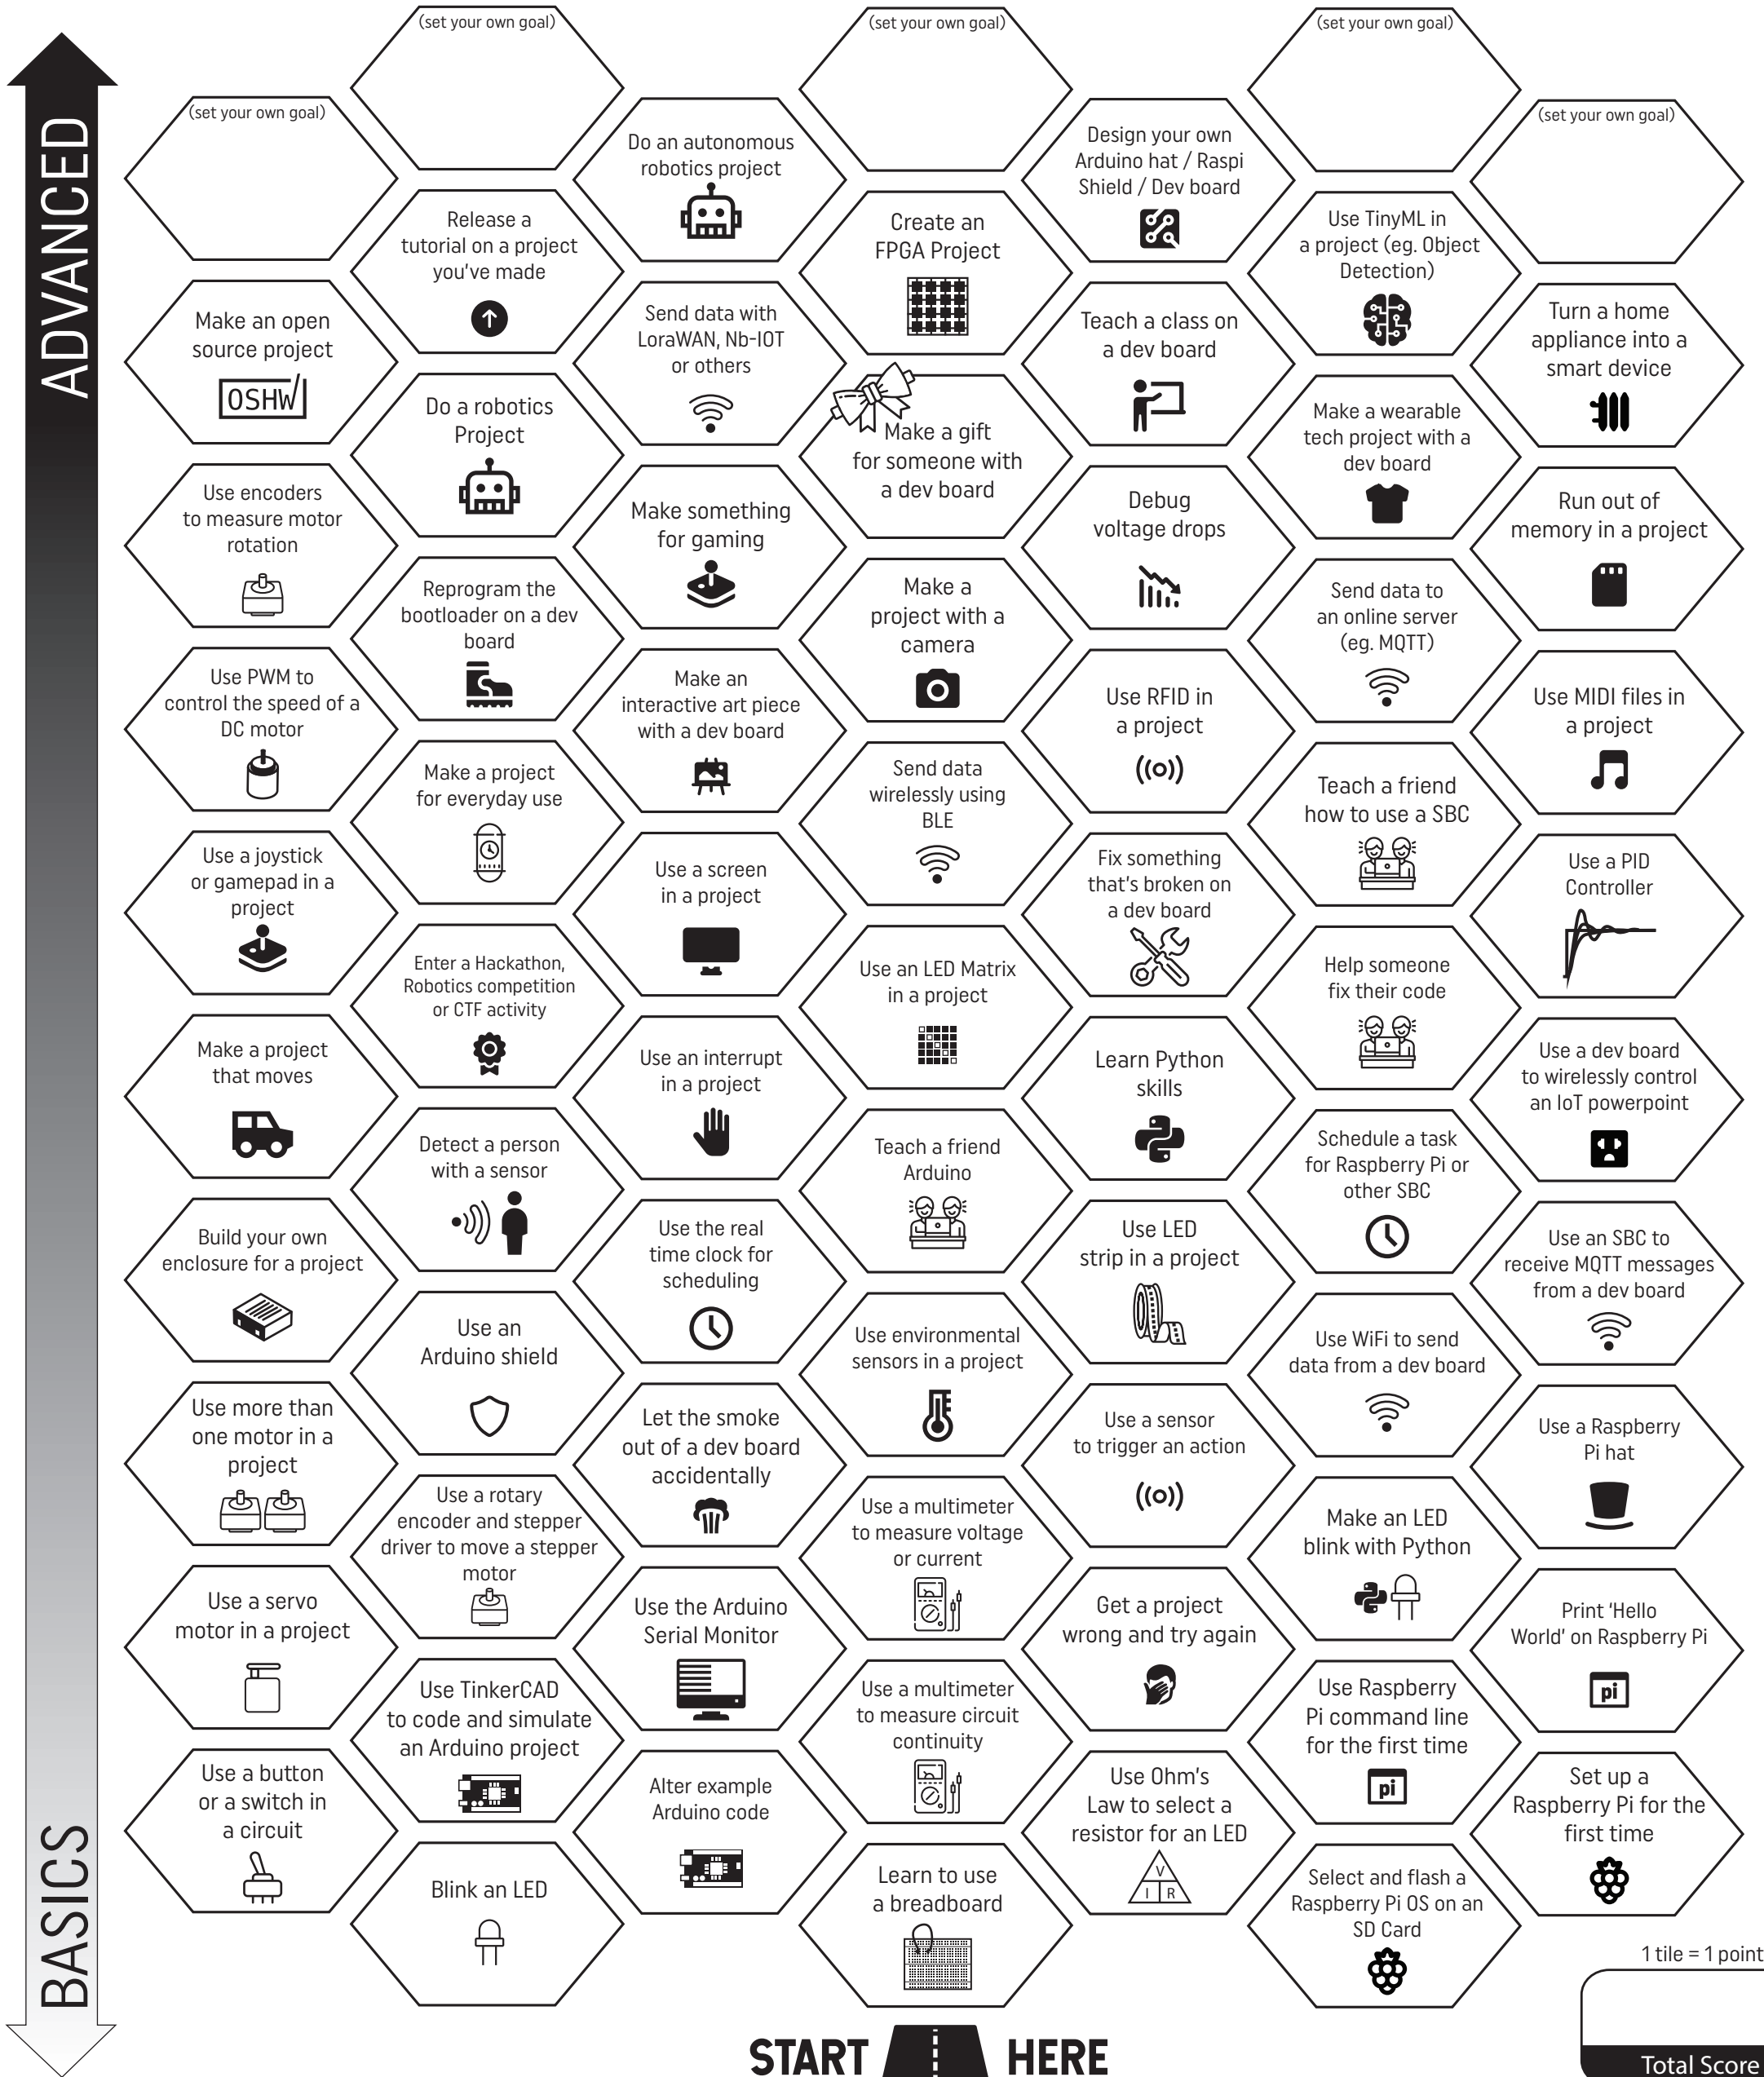 (set your own goal)
(set your own goal)
(set your own goal)
(set your own goal)
Do an autonomous
robotics project
Design your own
Arduino hat / Raspi
Shield / Dev board
(set your own goal)
ADVANCED
Release a
tutorial on a project
you've made
Create an
FPGA Project
Use TinyML in
a project (eg. Object
Detection)
Make an open
source project
OSHW
Send data with
LoraWAN, Nb-IOT
or others
Teach a class on
a dev board
Turn a home
appliance into a
smart device
Do a robotics
Project
Make a gift
for someone with
a dev board
Make a wearable
tech project with a
dev board
Use encoders
to measure motor
rotation
Make something
for gaming
Debug
voltage drops
Run out of
memory in a project
Reprogram the
bootloader on a dev
board
Make a
project with a
camera
Send data to
an online server
(eg. MQTT)
Use PWM to
control the speed of a
DC motor
Make an
interactive art piece
with a dev board
Use RFID in
a project
Use MIDI files in
a project
Make a project
for everyday use
Send data
wirelessly using
BLE
Teach a friend
how to use a SBC
Use a joystick
or gamepad in a
project
Use a screen
in a project
Fix something
that's broken on
a dev board
Use a PID
Controller
Enter a Hackathon,
Robotics competition
or CTF activity
Use an LED Matrix
in a project
Help someone
fix their code
Make a project
that moves
Use an interrupt
in a project
Learn Python
skills
Use a dev board
to wirelessly control
an IoT powerpoint
Detect a person
with a sensor
Teach a friend
Arduino
Schedule a task
for Raspberry Pi or
other SBC
Build your own
enclosure for a project
Use the real
time clock for
scheduling
Use LED
strip in a project
Use an SBC to
receive MQTT messages
from a dev board
Use an
Arduino shield
Use environmental
sensors in a project
Use WiFi to send
data from a dev board
Use more than
one motor in a
project
Let the smoke
out of a dev board
accidentally
Use a sensor
to trigger an action
Use a Raspberry
Pi hat
Use a rotary
encoder and stepper
driver to move a stepper
motor
Use a multimeter
to measure voltage
or current
Make an LED
blink with Python
Use a servo
motor in a project
Use the Arduino
Serial Monitor
Get a project
wrong and try again
Print 'Hello
World' on Raspberry Pi
pi
Use TinkerCAD
to code and simulate
an Arduino project
Use a multimeter
to measure circuit
continuity
Use Raspberry
Pi command line
for the first time
pi
Use a button
or a switch in
a circuit
Alter example
Arduino code
Use Ohm's
Law to select a
resistor for an LED
V
I R
Set up a
Raspberry Pi for the
first time
BASICS
Blink an LED
Learn to use
a breadboard
Select and flash a
Raspberry Pi OS on an
SD Card
1 tile = 1 point
START HERE
Total Score